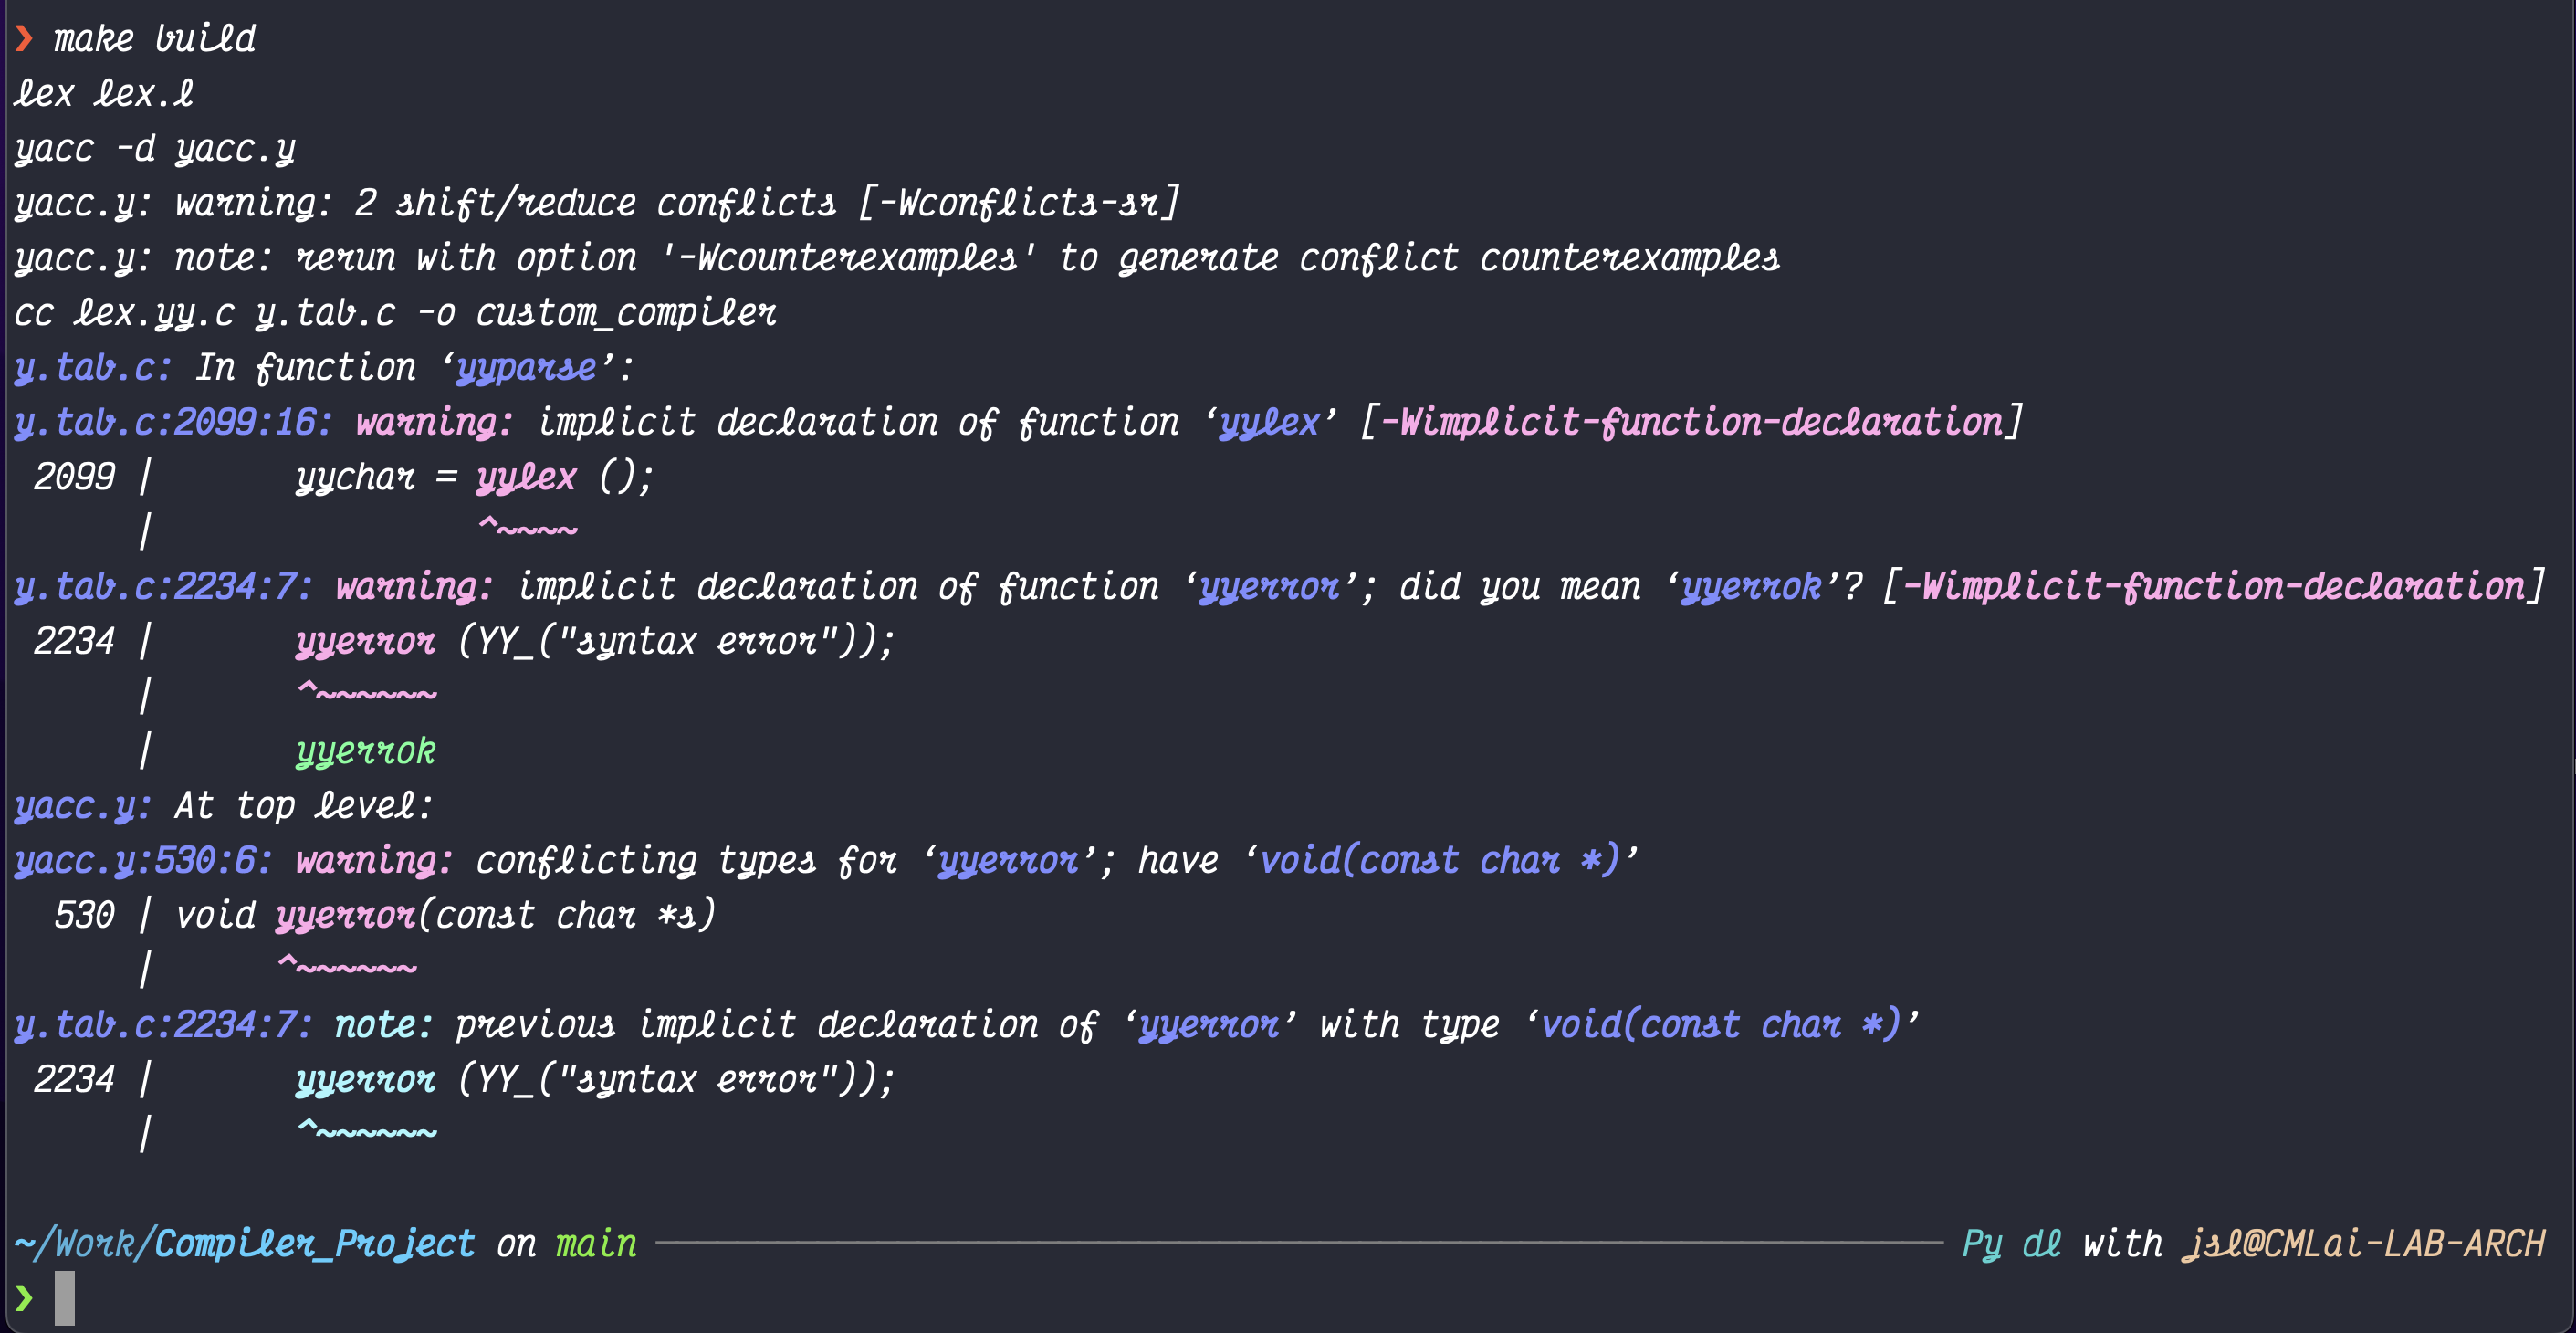 ❯ make build
lex lex.l
yacc -d yacc.y
yacc.y: warning: 2 shift/reduce conflicts [-Wconflicts-sr]
yacc.y: note: rerun with option '-Wcounterexamples' to generate conflict counterexamples
cc lex.yy.c y.tab.c -o custom_compiler
y.tab.c: In function ‘yyparse’:
y.tab.c:2099:16: warning: implicit declaration of function ‘yylex’ [-Wimplicit-function-declaration]
 2099 |       yychar = yylex ();
      |                ^~~~~
y.tab.c:2234:7: warning: implicit declaration of function ‘yyerror’; did you mean ‘yyerrok’? [-Wimplicit-function-declaration]
 2234 |       yyerror (YY_("syntax error"));
      |       ^~~~~~~
      |       yyerrok
yacc.y: At top level:
yacc.y:530:6: warning: conflicting types for ‘yyerror’; have ‘void(const char *)’
  530 | void yyerror(const char *s)
      |      ^~~~~~~
y.tab.c:2234:7: note: previous implicit declaration of ‘yyerror’ with type ‘void(const char *)’
 2234 |       yyerror (YY_("syntax error"));
      |       ^~~~~~~
~/Work/Compiler_Project on main Py dl with jsl@CMLai-LAB-ARCH
❯